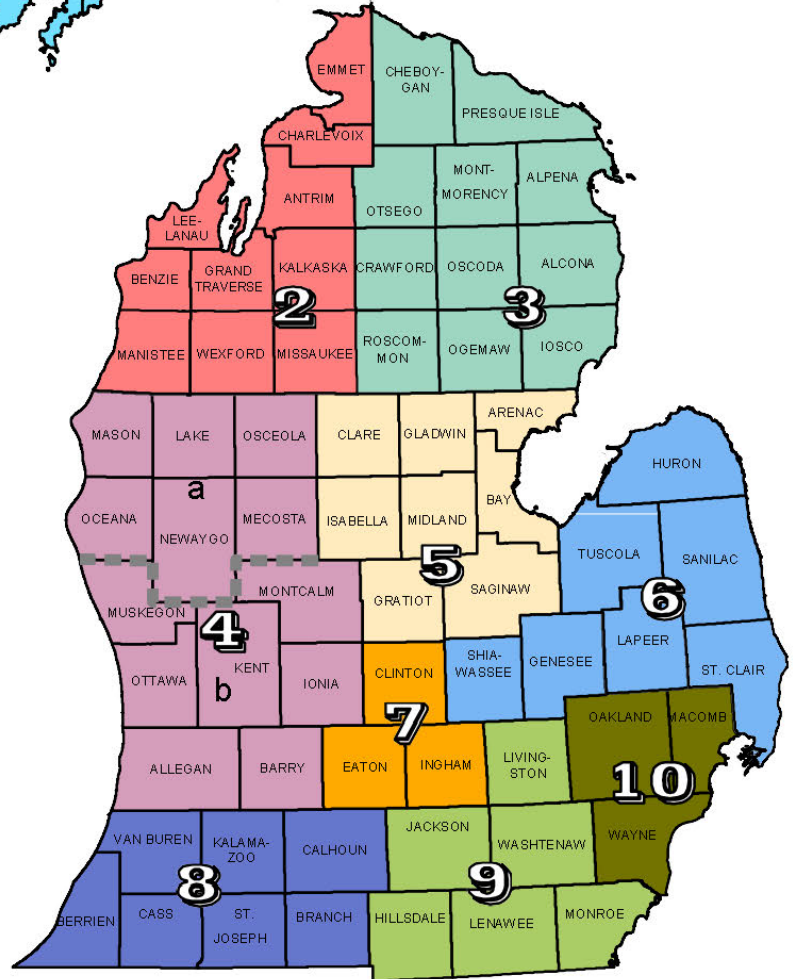 EMMET
CHEBOY-
GAN
PRESQUE ISLE
CHARLEVOIX
ANTRIM
OTSEGO
MONT-
MORENCY
ALPENA
LEE-
LANAU
BENZIE
GRAND
TRAVERSE
KALKASKA
CRAWFORD
OSCODA
ALCONA
2
3
MANISTEE
WEXFORD
MISSAUKEE
ROSCOM-
MON
OGEMAW
IOSCO
MASON
LAKE
OSCEOLA
CLARE
GLADWIN
ARENAC
HURON
a
OCEANA
NEWAYGO
MECOSTA
ISABELLA
MIDLAND
BAY
TUSCOLA
SANILAC
5
MUSKEGON
MONTCALM
GRATIOT
SAGINAW
6
4
LAPEER
OTTAWA
KENT
b
IONIA
CLINTON
SHIA-
WASSEE
GENESEE
ST. CLAIR
7
OAKLAND
MACOMB
ALLEGAN
BARRY
EATON
INGHAM
LIVING-
STON
10
VAN BUREN
KALAMA-
ZOO
CALHOUN
JACKSON
WASHTENAW
WAYNE
8
9
BERRIEN
CASS
ST.
JOSEPH
BRANCH
HILLSDALE
LENAWEE
MONROE